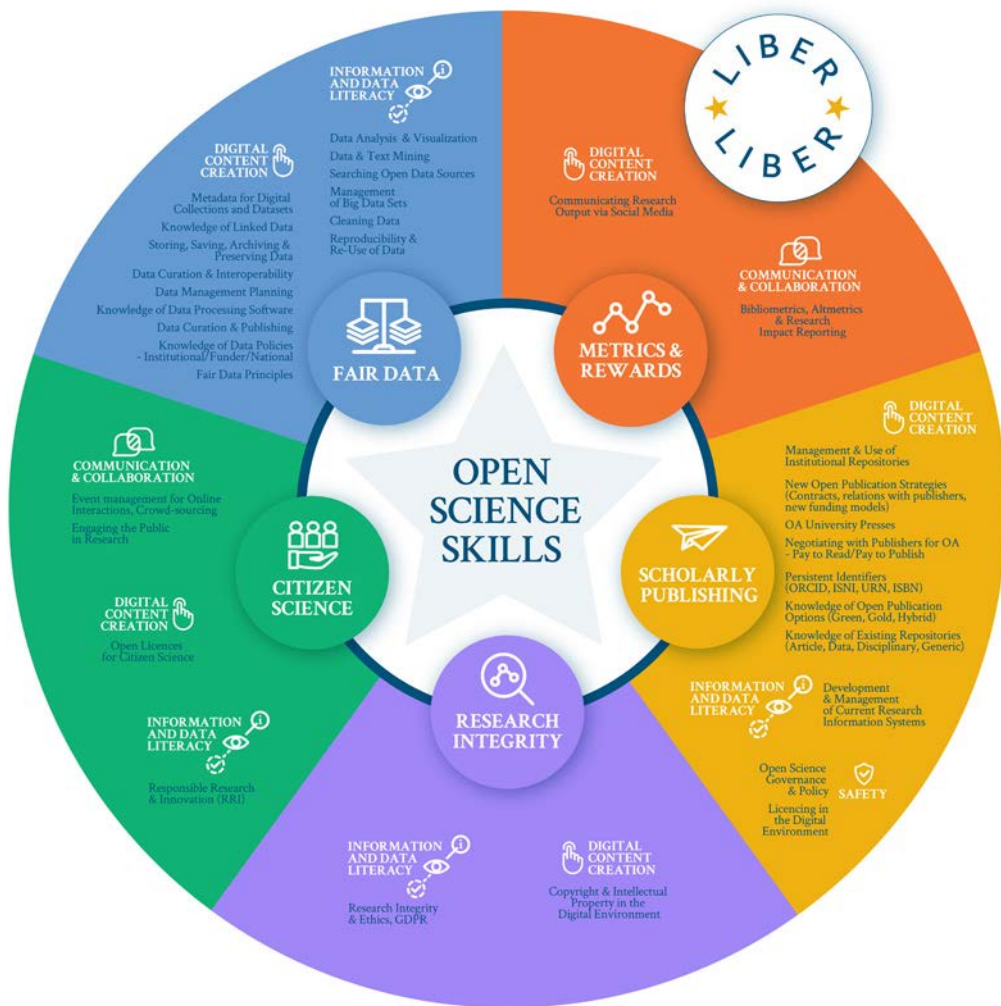 LIBER
LIBER
OPEN
SCIENCE
SKILLS
FAIR DATA
INFORMATION
AND DATA
LITERACY
Data Analysis & Visualization
Data & Text Mining
Searching Open Data Sources
Management
of Big Data Sets
Cleaning Data
Reproducibility &
Re-Use of Data
DIGITAL
CONTENT
CREATION
Metadata for Digital
Collections and Datasets
Knowledge of Linked Data
Storing, Saving, Archiving &
Preserving Data
Data Curation & Interoperability
Data Management Planning
Knowledge of Data Processing Software
Data Curation & Publishing
Knowledge of Data Policies
- Institutional/Funder/National
Fair Data Principles
METRICS &
REWARDS
DIGITAL
CONTENT
CREATION
Communicating Research
Output via Social Media
COMMUNICATION
& COLLABORATION
Bibliometrics, Altmetrics
& Research
Impact Reporting
SCHOLARLY
PUBLISHING
DIGITAL
CONTENT
CREATION
Management & Use of
Institutional Repositories
New Open Publication Strategies
(Contracts, relations with publishers,
new funding models)
OA University Presses
Negotiating with Publishers for OA
- Pay to Read/Pay to Publish
Persistent Identifiers
(ORCID, ISNI, URN, ISBN)
Knowledge of Open Publication
Options (Green, Gold, Hybrid)
Knowledge of Existing Repositories
(Article, Data, Disciplinary, Generic)
INFORMATION
AND DATA
LITERACY
Development
& Management
of Current Research
Information Systems
Open Science
Governance
& Policy
Licencing in
the Digital
Environment
SAFETY
RESEARCH
INTEGRITY
INFORMATION
AND DATA
LITERACY
Research Integrity
& Ethics, GDPR
DIGITAL
CONTENT
CREATION
Copyright & Intellectual
Property in the
Digital Environment
CITIZEN
SCIENCE
COMMUNICATION
& COLLABORATION
Event management for Online
Interactions, Crowd-sourcing
Engaging the Public
in Research
DIGITAL
CONTENT
CREATION
Open Licences
for Citizen Science
INFORMATION
AND DATA
LITERACY
Responsible Research
& Innovation (RRI)